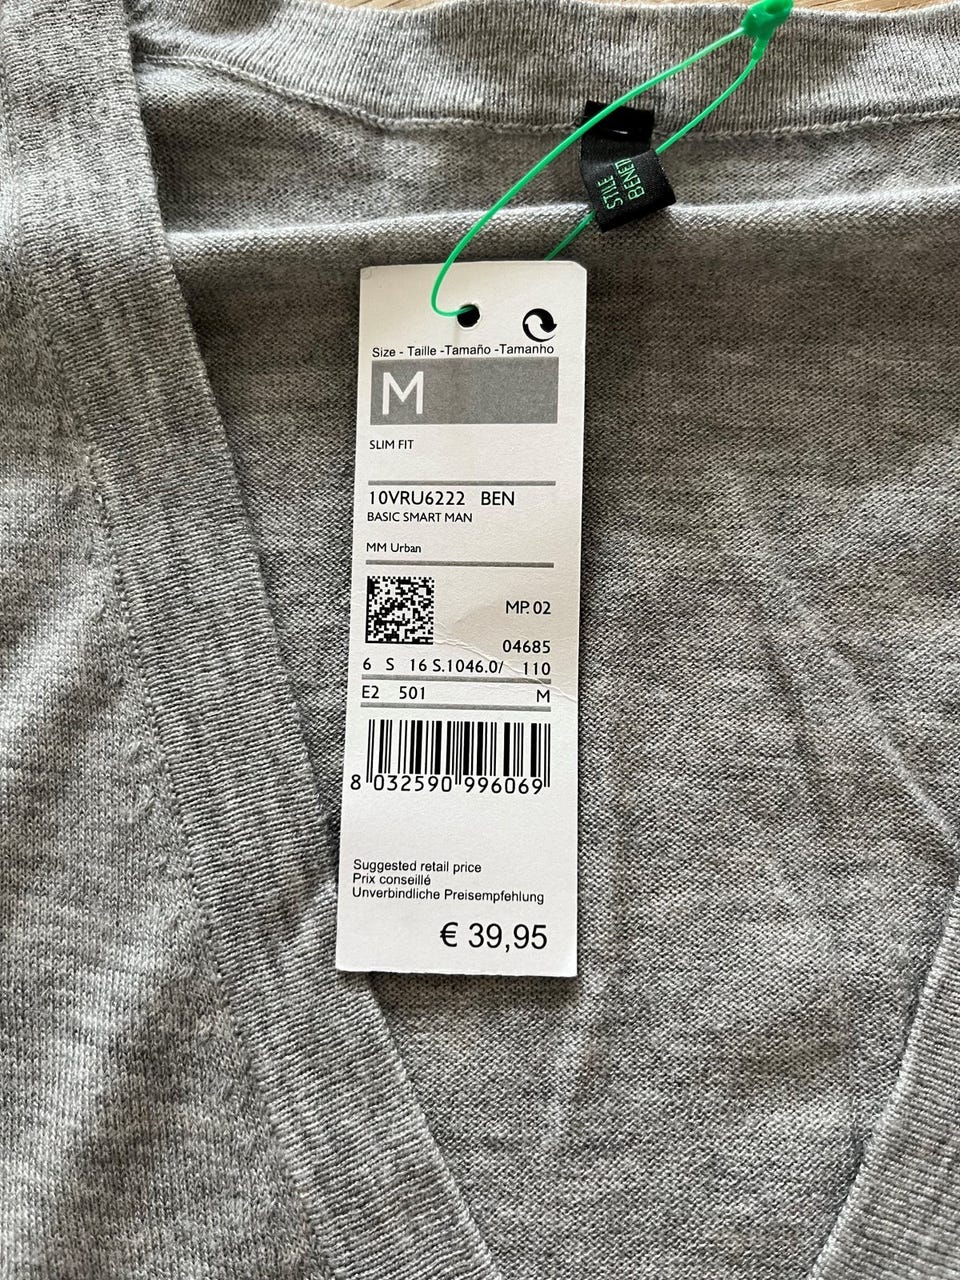 STILE
BENET
Size - Taille -Tamaño -Tamanho
M
SLIM FIT
10VRU6222 BEN
BASIC SMART MAN
MM Urban
MP. 02
04685
6 S 16 S.1046.0/ 110
E2 501 M
8 032590 996069
Suggested retail price
Prix conseillé
Unverbindliche Preisempfehlung
€ 39,95